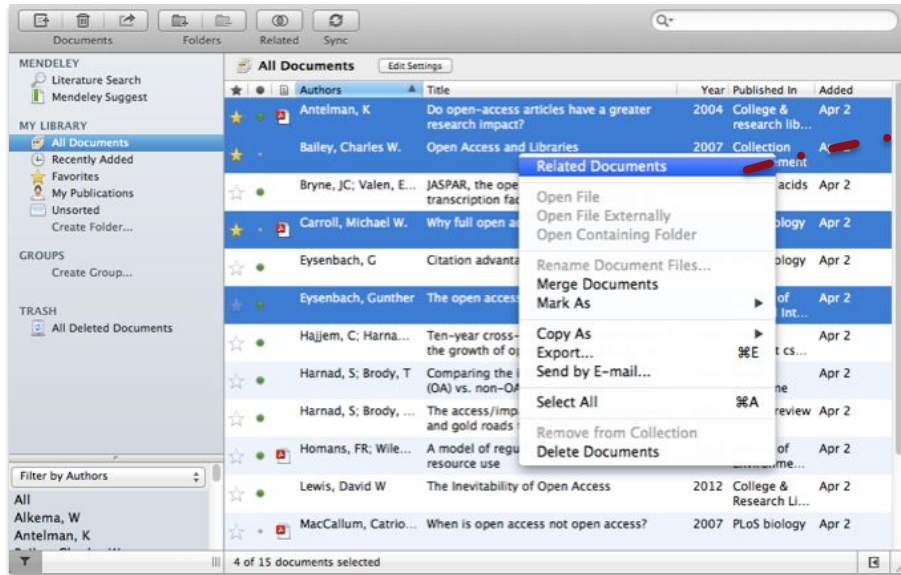 Documents Folders Related Sync
MENDELEY
Literature Search
Mendeley Suggest
MY LIBRARY
All Documents
Recently Added
Favorites
My Publications
Unsorted
Create Folder...
GROUPS
Create Group...
TRASH
All Deleted Documents
Filter by Authors
All
Alkema, W
Antelman, K
All Documents Edit Settings
Authors Title Year Published In Added
Antelman, K Do open-access articles have a greater 2004 College & Apr 2
research impact? research lib...
Bailey, Charles W. Open Access and Libraries 2007 Collection
Bryne, JC; Valen, E... JASPAR, the ope acids Apr 2
transcription fac
Carroll, Michael W. Why full open ac ology Apr 2
Eysenbach, G Citation advanta ology Apr 2
Eysenbach, Gunther The open access of Apr 2
Int...
Hajjem, C; Harna... Ten-year cross- Apr 2
the growth of op t cs...
Harnad, S; Brody, T Comparing the i Apr 2
(OA) vs. non-OA ne
Harnad, S; Brody, ... The access/impa review Apr 2
and gold roads
Homans, FR; Wile... A model of regu of Apr 2
resource use
Lewis, David W The Inevitability of Open Access 2012 College & Apr 2
Research Li...
MacCallum, Catrio... When is open access not open access? 2007 PLoS biology Apr 2
Related Documents
Open File
Open File Externally
Open Containing Folder
Rename Document Files...
Merge Documents
Mark As
Copy As
Export... ⌘E
Send by E-mail...
Select All ⌘A
Remove from Collection
Delete Documents
4 of 15 documents selected